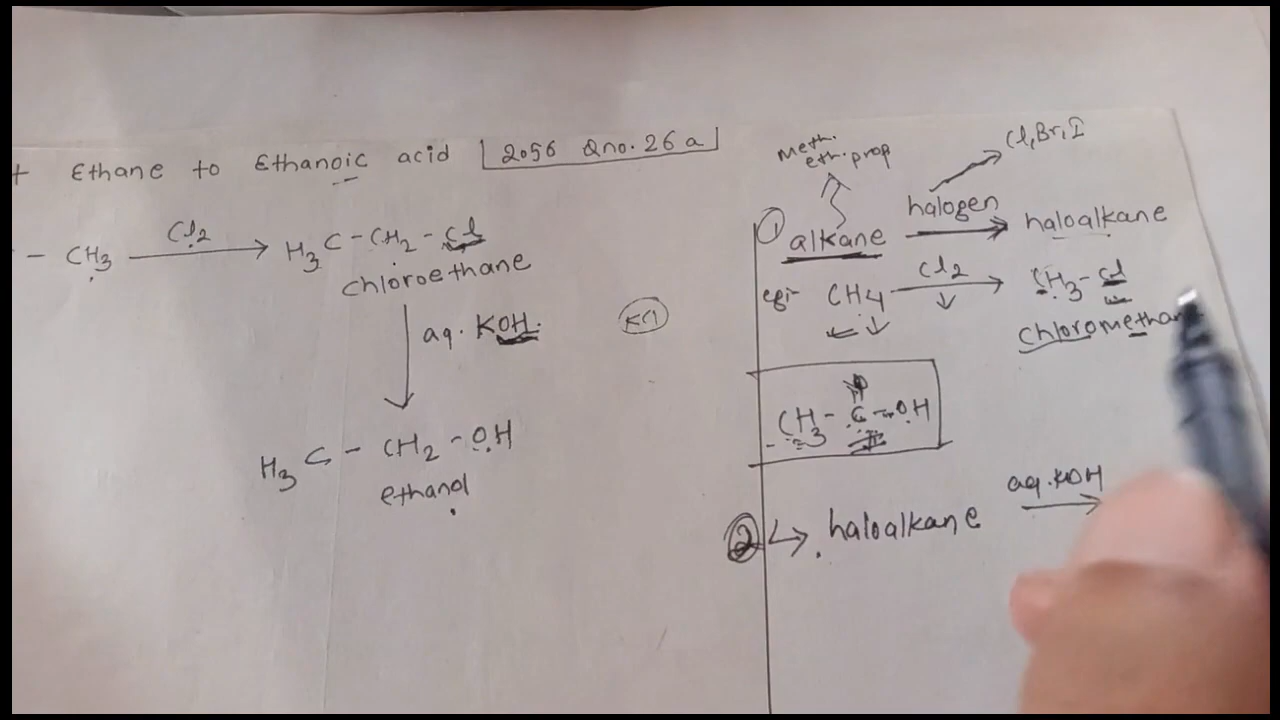 + Ethane to Ethanoic acid 2056 Qno. 26 a
- CH3 Cl2 H3C - CH2 - Cl
chloroethane
aq. KOH.
KCl
H3C - CH2 - OH
ethanol
Meth.
eth. prop
Cl, Br, I
① alkane halogen haloalkane
eg:- CH4 Cl2 CH3 - Cl
chloromethan
CH3 - C - OH
② haloalkane aq. KOH